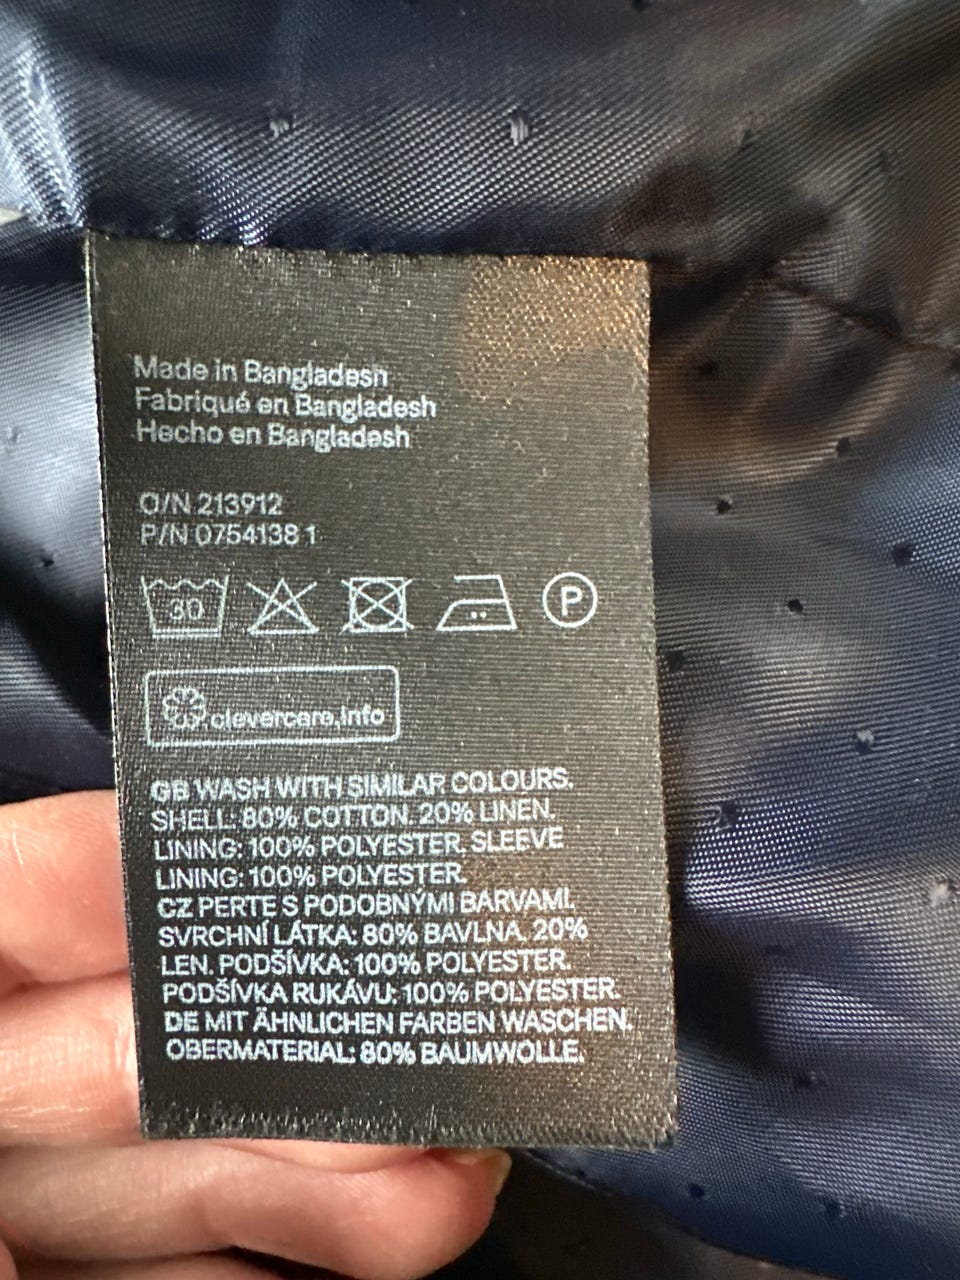 Made in Bangladesh
Fabriqué en Bangladesh
Hecho en Bangladesh
O/N 213912
P/N 0754138 1
30
P
clevercare.info
GB WASH WITH SIMILAR COLOURS.
SHELL: 80% COTTON. 20% LINEN.
LINING: 100% POLYESTER. SLEEVE
LINING: 100% POLYESTER.
CZ PERTE S PODOBNÝMI BARVAMI.
SVRCHNÍ LÁTKA: 80% BAVLNA. 20%
LEN. PODŠÍVKA: 100% POLYESTER.
PODŠÍVKA RUKÁVU: 100% POLYESTER.
DE MIT ÄHNLICHEN FARBEN WASCHEN.
OBERMATERIAL: 80% BAUMWOLLE.